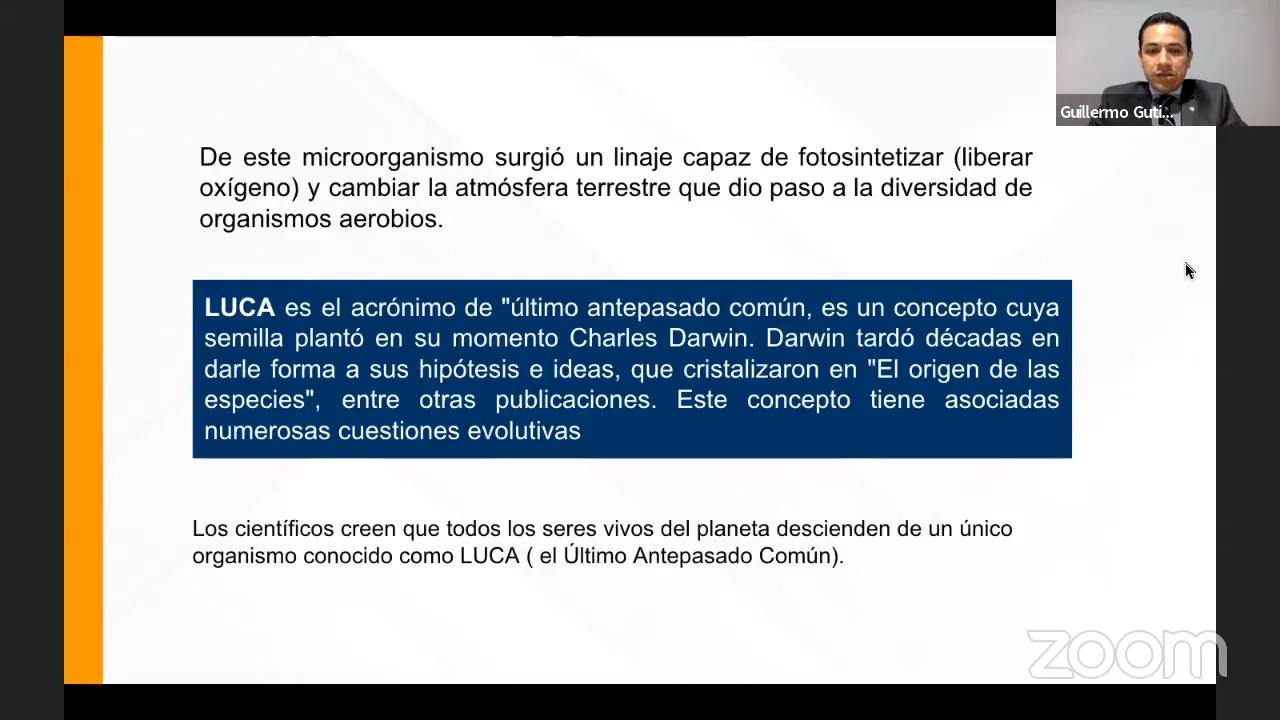 Guillermo Guti...
De este microorganismo surgió un linaje capaz de fotosintetizar (liberar
oxígeno) y cambiar la atmósfera terrestre que dio paso a la diversidad de
organismos aerobios.
LUCA es el acrónimo de "último antepasado común, es un concepto cuya
semilla plantó en su momento Charles Darwin. Darwin tardó décadas en
darle forma a sus hipótesis e ideas, que cristalizaron en "El origen de las
especies", entre otras publicaciones. Este concepto tiene asociadas
numerosas cuestiones evolutivas
Los científicos creen que todos los seres vivos del planeta descienden de un único
organismo conocido como LUCA ( el Último Antepasado Común).
zoom